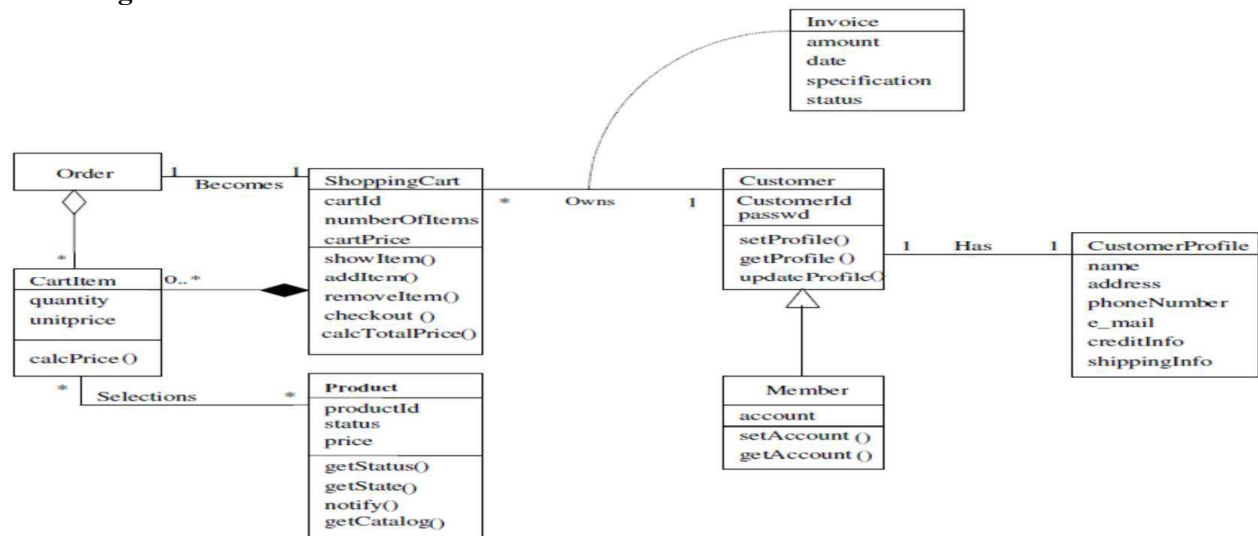 Invoice
amount
date
specification
status
Order
1
Becomes
1
ShoppingCart
cartId
numberOfItems
cartPrice
showItem()
addItem()
removeItem()
checkout ()
calcTotalPrice()
*
Owns
1
Customer
CustomerId
passwd
setProfile()
getProfile()
updateProfile()
1
Has
1
CustomerProfile
name
address
phoneNumber
e_mail
creditInfo
shippingInfo
*
CartItem
quantity
unitprice
calcPrice()
0..*
*
Selections
*
Product
productId
status
price
getStatus()
getState()
notify()
getCatalog()
Member
account
setAccount ()
getAccount ()